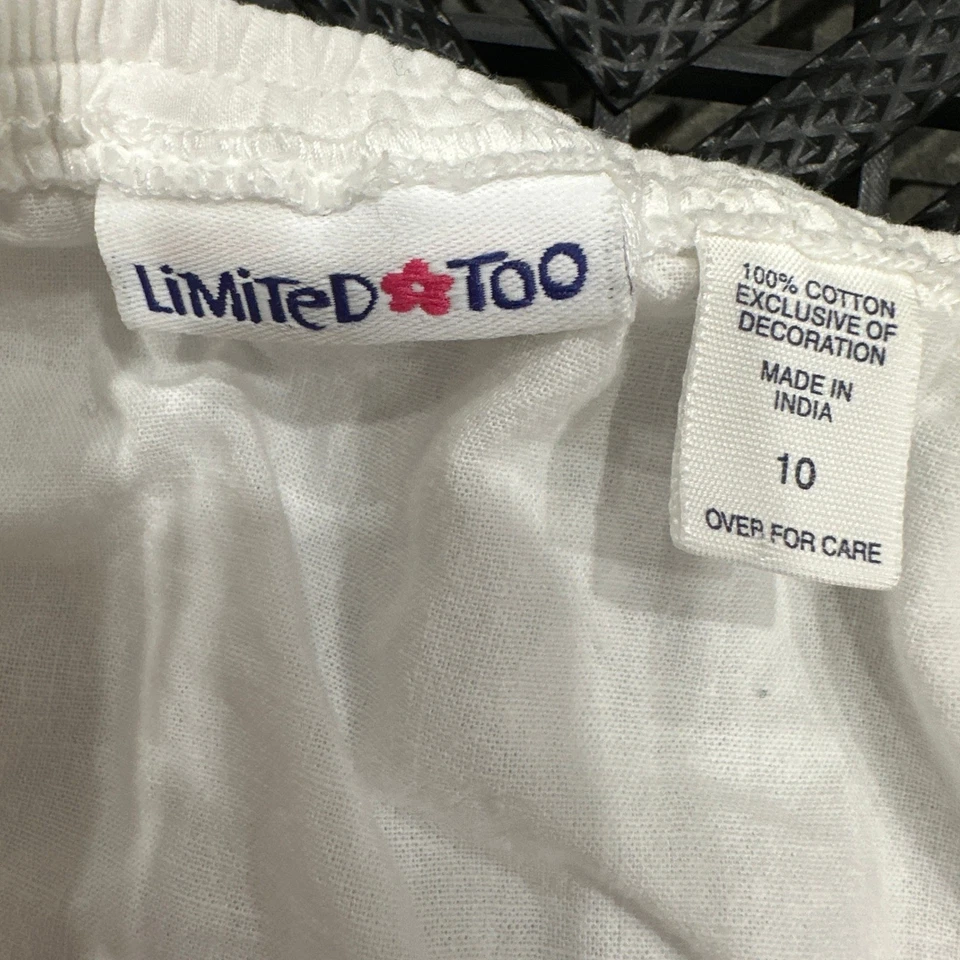 LiMiTeD TOO
100% COTTON
EXCLUSIVE OF
DECORATION
MADE IN
INDIA
10
OVER FOR CARE